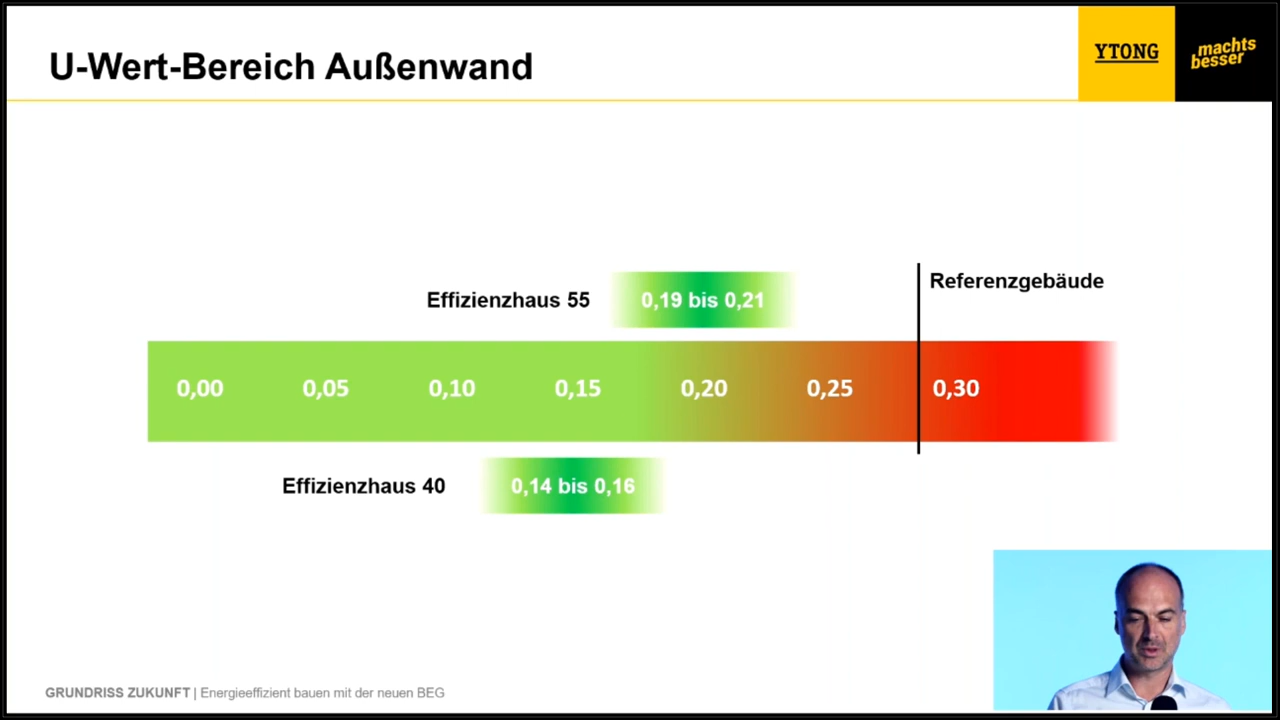 U-Wert-Bereich Außenwand
YTONG
machts
besser
Referenzgebäude
Effizienzhaus 55
0,19 bis 0,21
0,00 0,05 0,10 0,15 0,20 0,25 0,30
Effizienzhaus 40
0,14 bis 0,16
GRUNDRISS ZUKUNFT | Energieeffizient bauen mit der neuen BEG